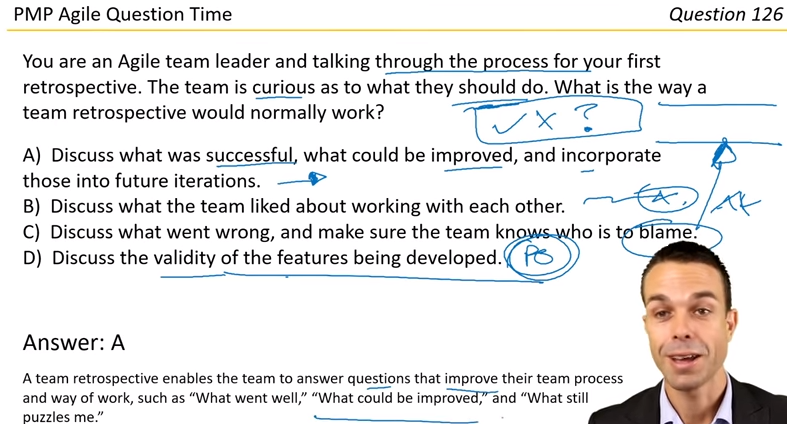 PMP Agile Question Time
Question 126
You are an Agile team leader and talking through the process for your first
retrospective. The team is curious as to what they should do. What is the way a
team retrospective would normally work?
✓ X ?
A) Discuss what was successful, what could be improved, and incorporate
those into future iterations.
B) Discuss what the team liked about working with each other.
A.
C) Discuss what went wrong, and make sure the team knows who is to blame.
D) Discuss the validity of the features being developed.
PO
Answer: A
A team retrospective enables the team to answer questions that improve their team process
and way of work, such as “What went well,” “What could be improved,” and “What still
puzzles me.”